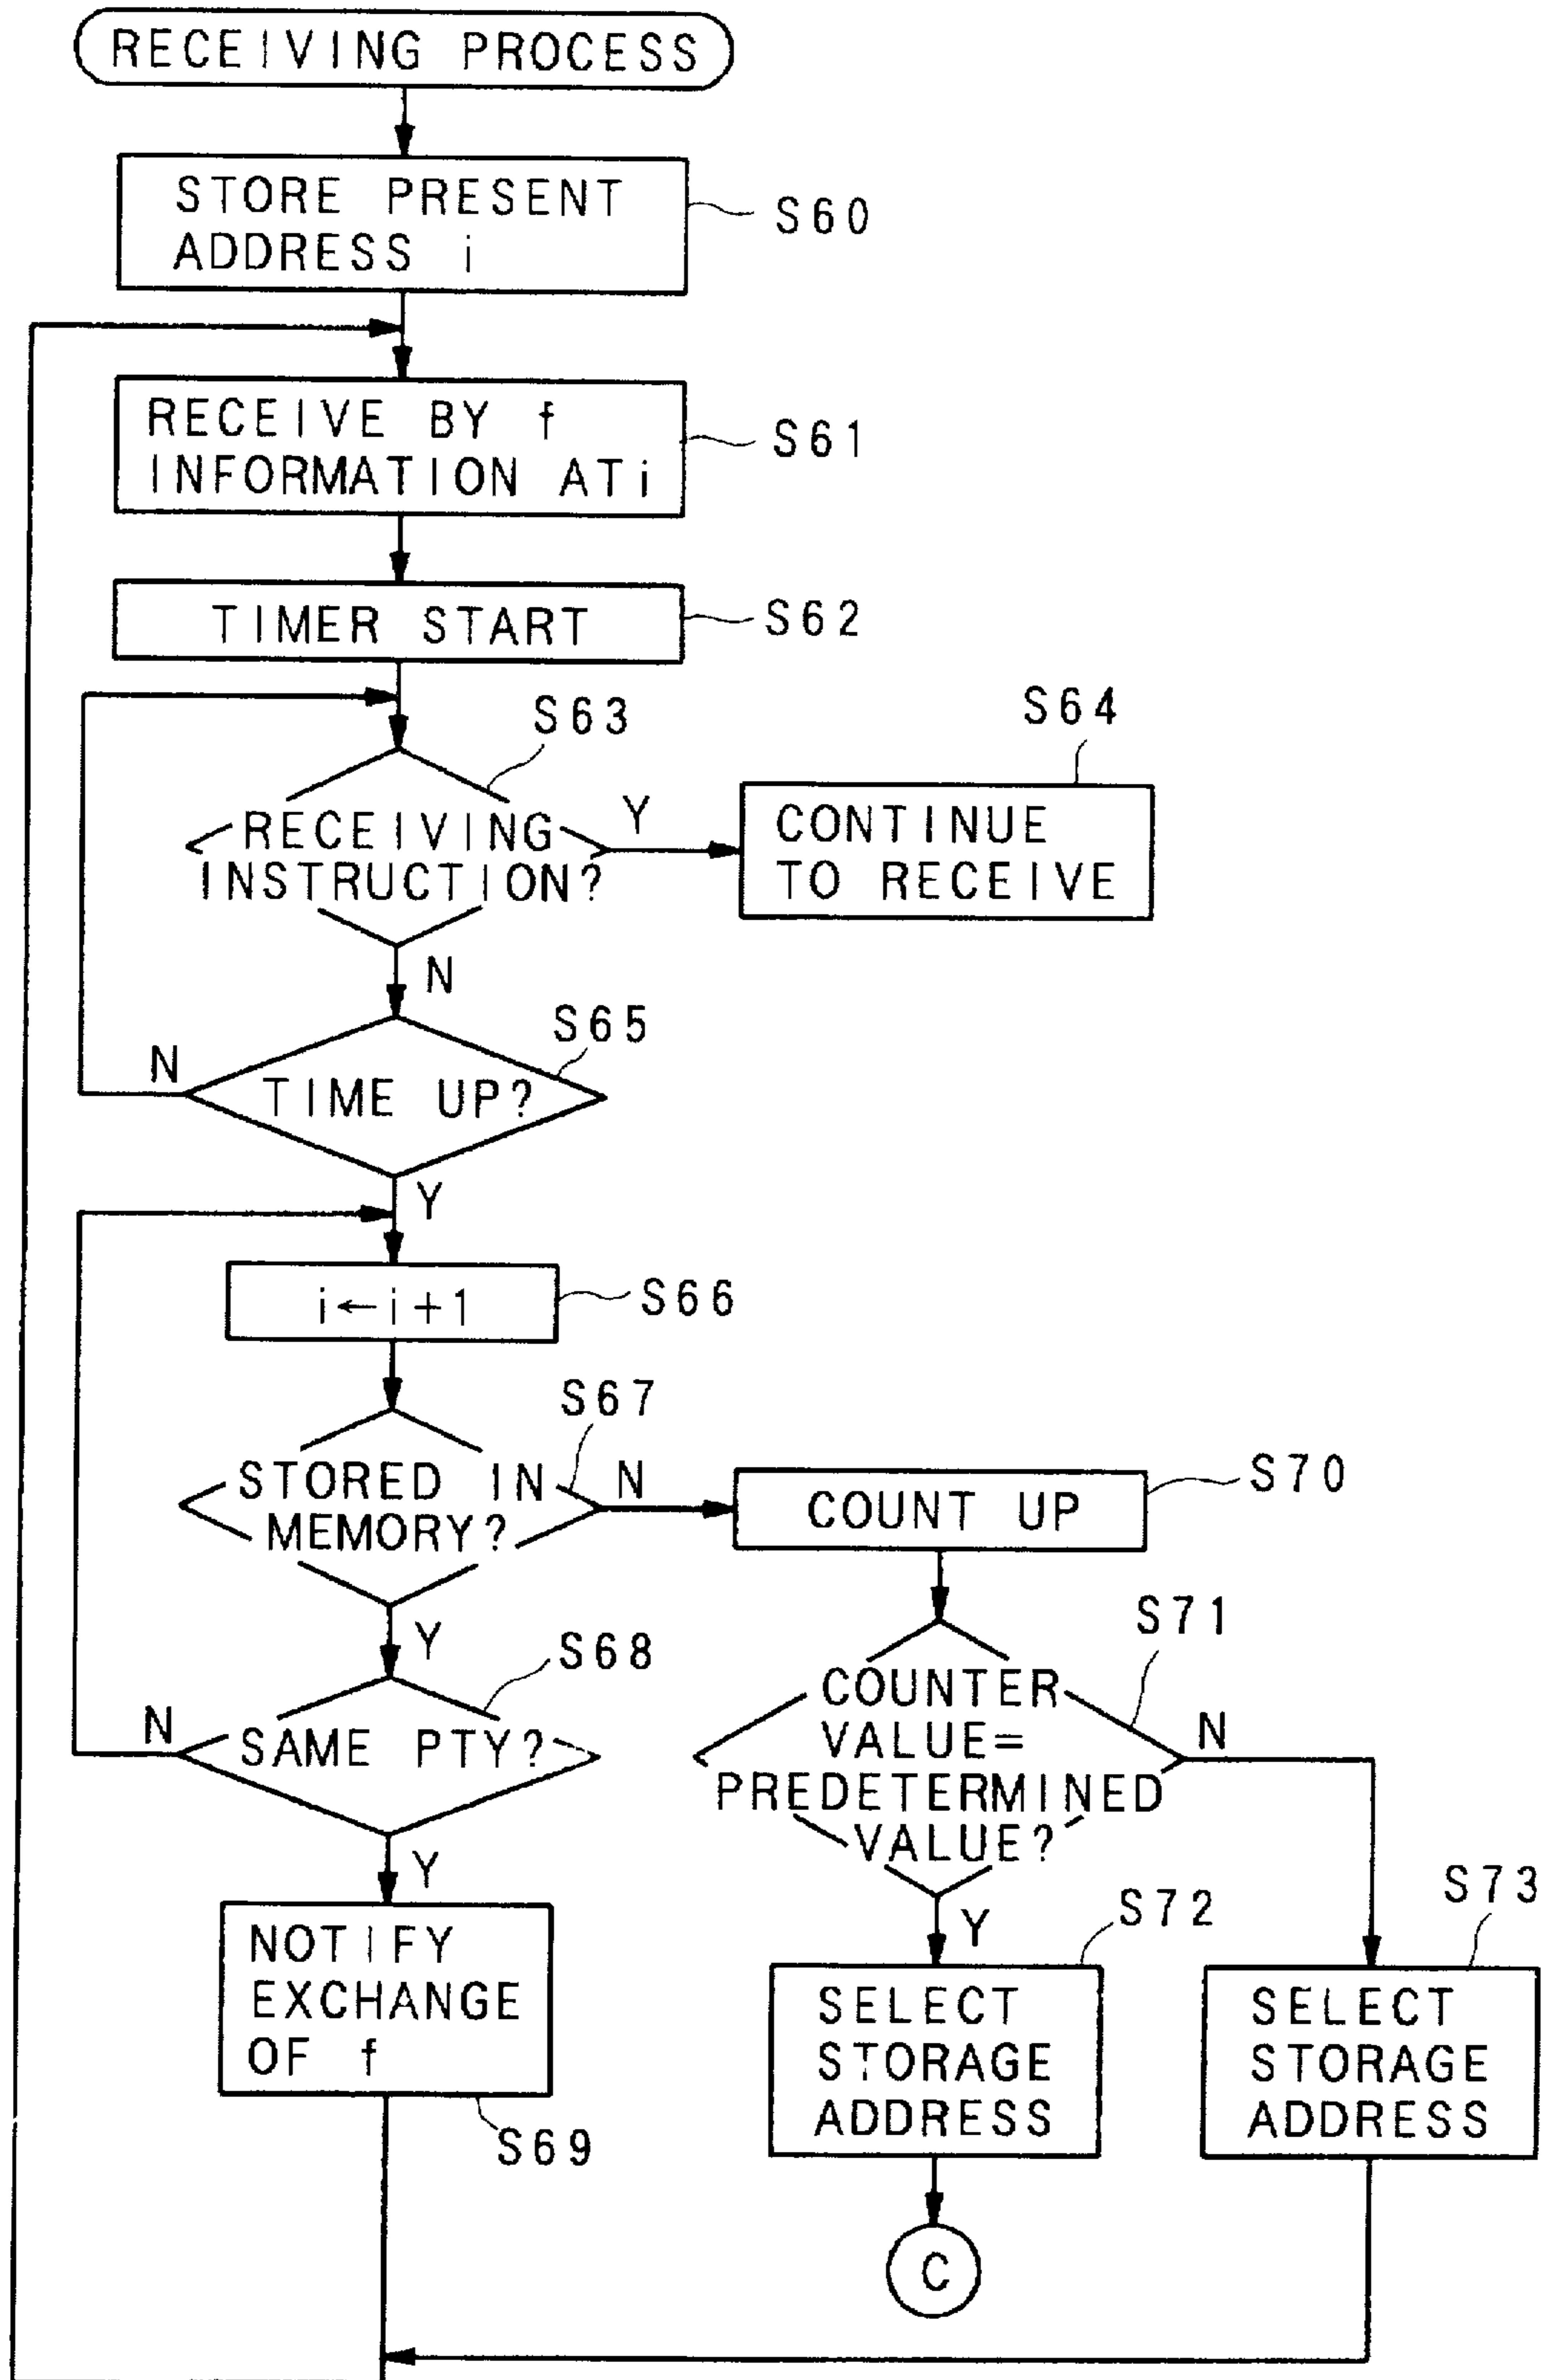 RECEIVING PROCESS
STORE PRESENT
ADDRESS i
S60
RECEIVE BY f
INFORMATION ATi
S61
TIMER START
S62
S63
RECEIVING
INSTRUCTION?
Y
S64
CONTINUE
TO RECEIVE
N
S65
N
TIME UP?
Y
i←i+1
S66
S67
STORED IN
MEMORY?
N
COUNT UP
S70
Y
S68
N
SAME PTY?
Y
S71
COUNTER
VALUE=
PREDETERMINED
VALUE?
N
Y
NOTIFY
EXCHANGE
OF f
S69
S72
SELECT
STORAGE
ADDRESS
S73
SELECT
STORAGE
ADDRESS
C